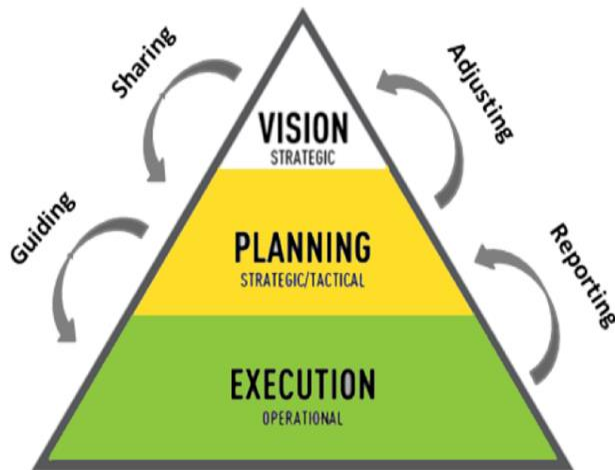 Sharing
Adjusting
VISION
STRATEGIC
Guiding
PLANNING
STRATEGIC/TACTICAL
Reporting
EXECUTION
OPERATIONAL